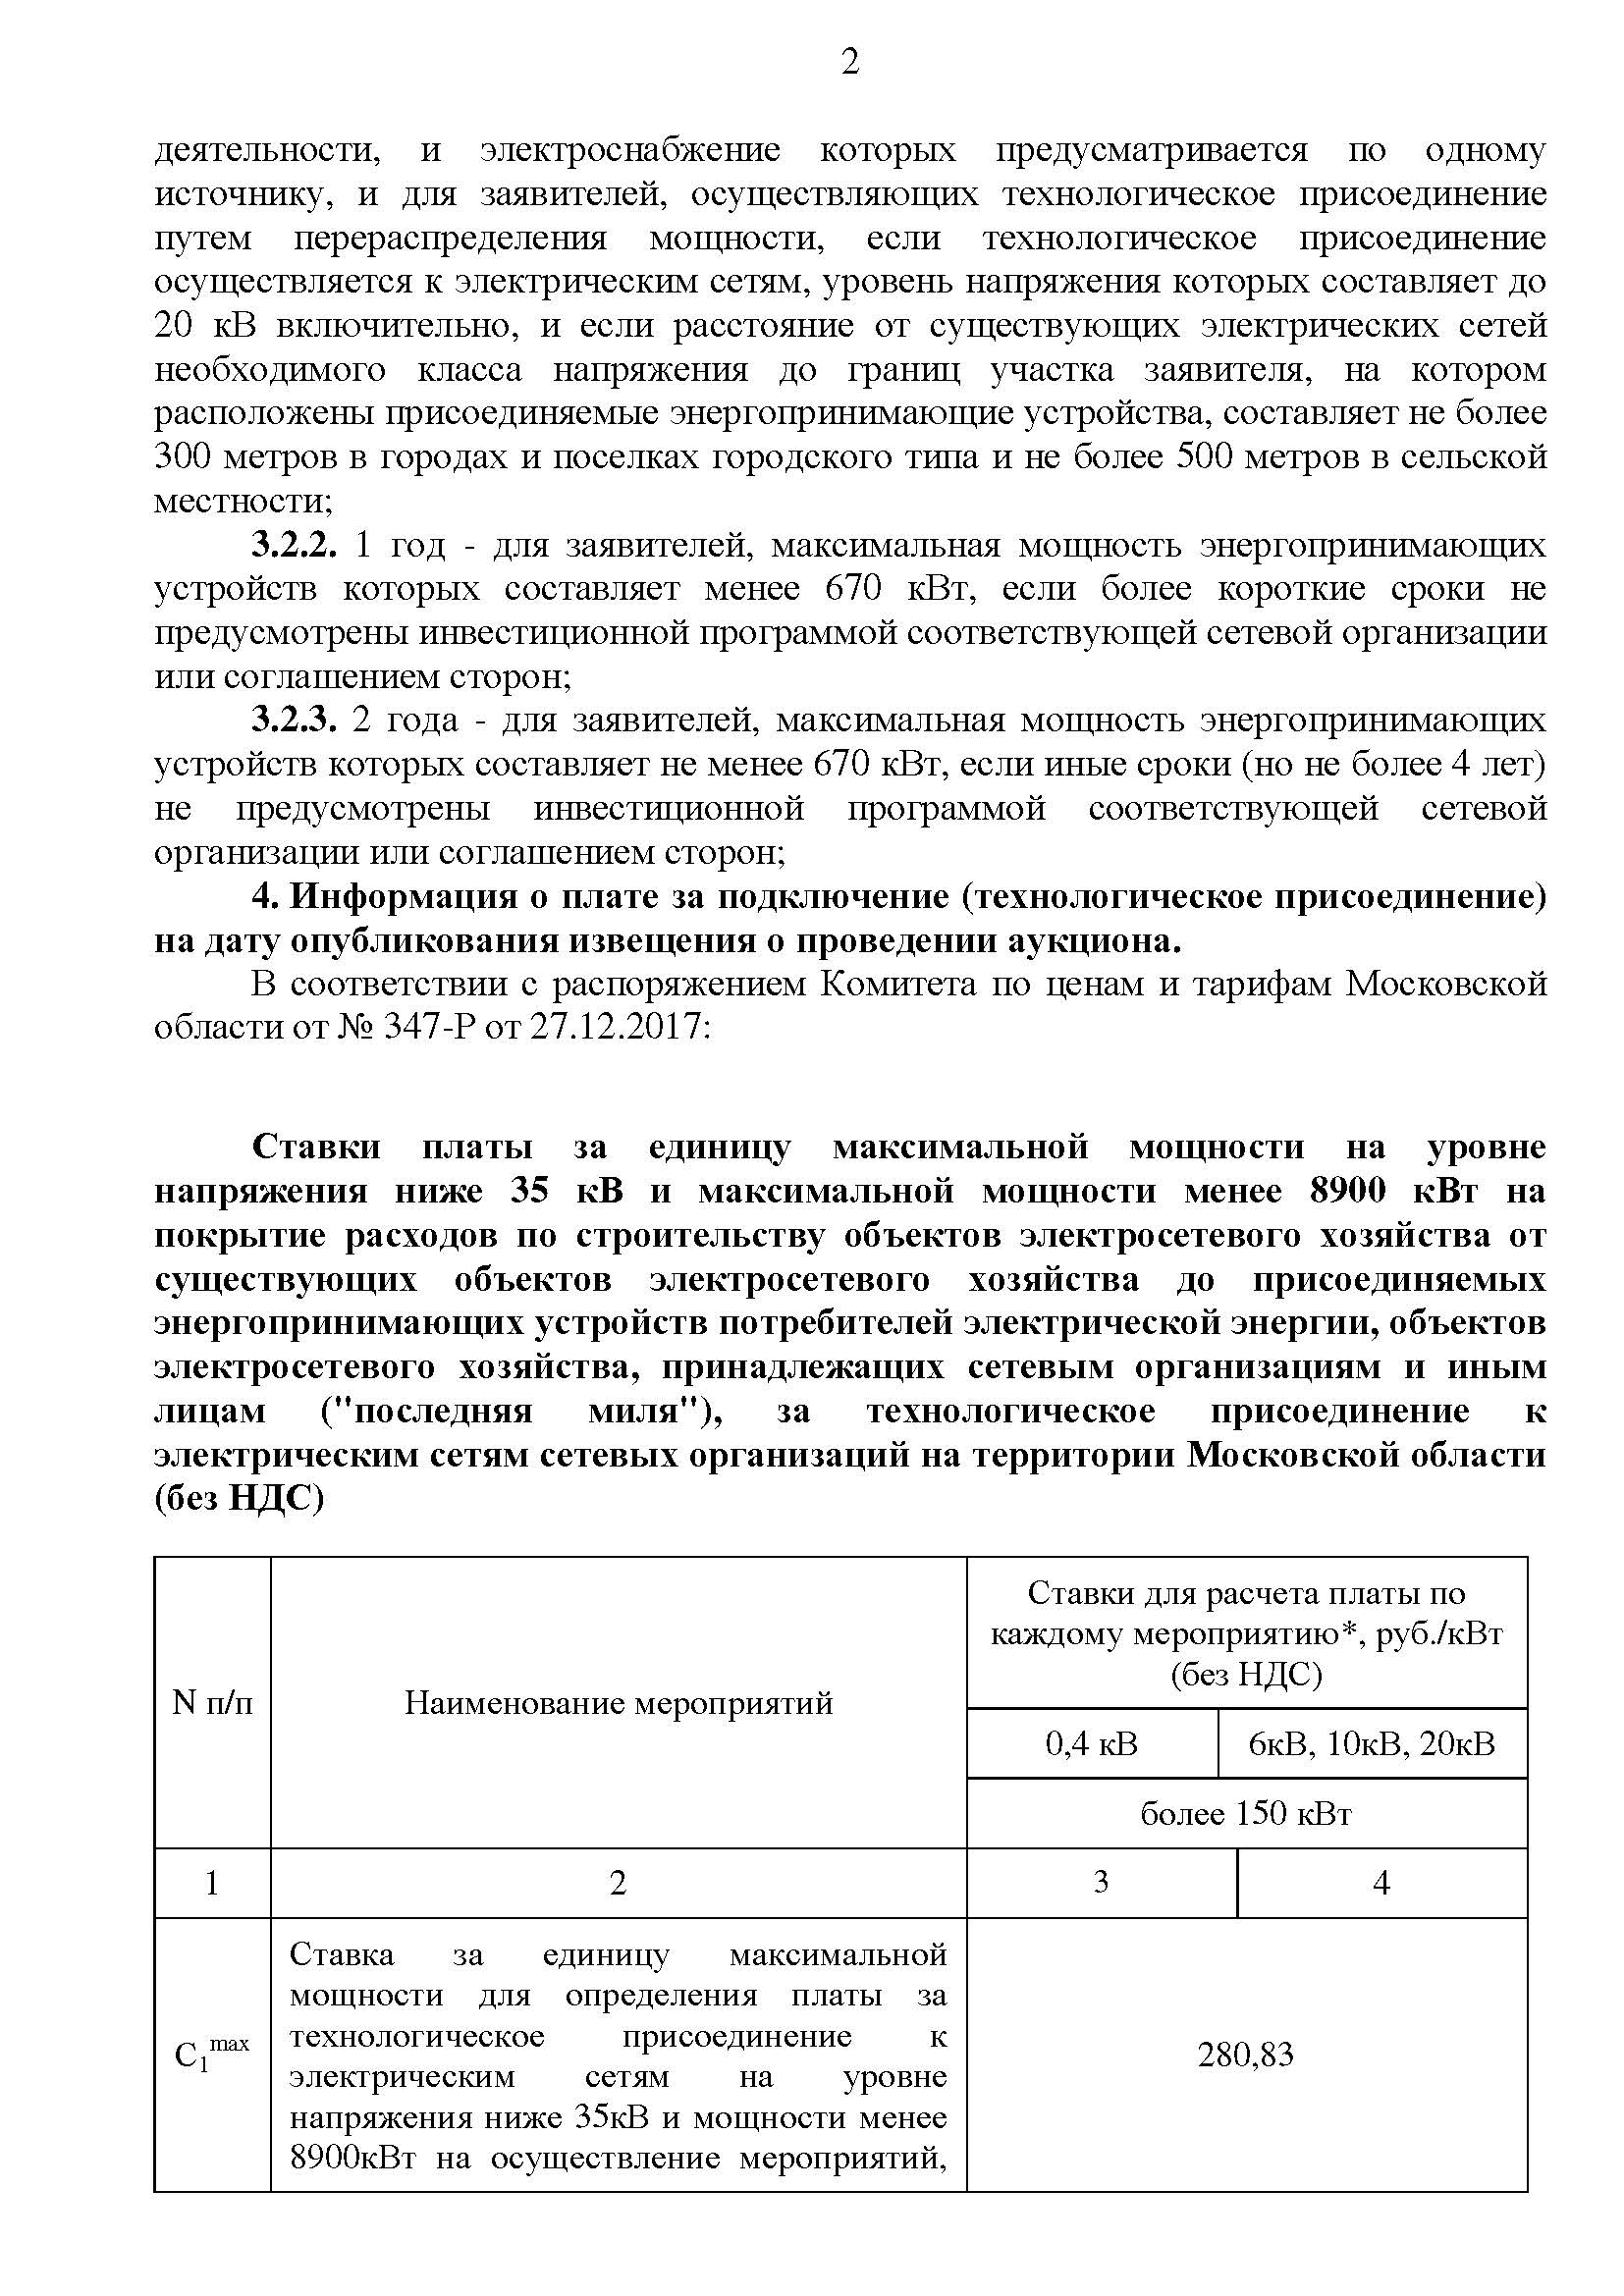 2
деятельности, и электроснабжение которых предусматривается по одному
источнику, и для заявителей, осуществляющих технологическое присоединение
путем перераспределения мощности, если технологическое присоединение
осуществляется к электрическим сетям, уровень напряжения которых составляет до
20 кВ включительно, и если расстояние от существующих электрических сетей
необходимого класса напряжения до границ участка заявителя, на котором
расположены присоединяемые энергопринимающие устройства, составляет не более
300 метров в городах и поселках городского типа и не более 500 метров в сельской
местности;
3.2.2. 1 год - для заявителей, максимальная мощность энергопринимающих
устройств которых составляет менее 670 кВт, если более короткие сроки не
предусмотрены инвестиционной программой соответствующей сетевой организации
или соглашением сторон;
3.2.3. 2 года - для заявителей, максимальная мощность энергопринимающих
устройств которых составляет не менее 670 кВт, если иные сроки (но не более 4 лет)
не предусмотрены инвестиционной программой соответствующей сетевой
организации или соглашением сторон;
4. Информация о плате за подключение (технологическое присоединение)
на дату опубликования извещения о проведении аукциона.
В соответствии с распоряжением Комитета по ценам и тарифам Московской
области от № 347-Р от 27.12.2017:
Ставки платы за единицу максимальной мощности на уровне
напряжения ниже 35 кВ и максимальной мощности менее 8900 кВт на
покрытие расходов по строительству объектов электросетевого хозяйства от
существующих объектов электросетевого хозяйства до присоединяемых
энергопринимающих устройств потребителей электрической энергии, объектов
электросетевого хозяйства, принадлежащих сетевым организациям и иным
лицам ("последняя миля"), за технологическое присоединение к
электрическим сетям сетевых организаций на территории Московской области
(без НДС)
N п/п
Наименование мероприятий
Ставки для расчета платы по
каждому мероприятию*, руб./кВт
(без НДС)
0,4 кВ
6кВ, 10кВ, 20кВ
более 150 кВт
1
2
3
4
C₁ᵐᵃˣ
Ставка за единицу максимальной
мощности для определения платы за
технологическое присоединение к
электрическим сетям на уровне
напряжения ниже 35кВ и мощности менее
8900кВт на осуществление мероприятий,
280,83